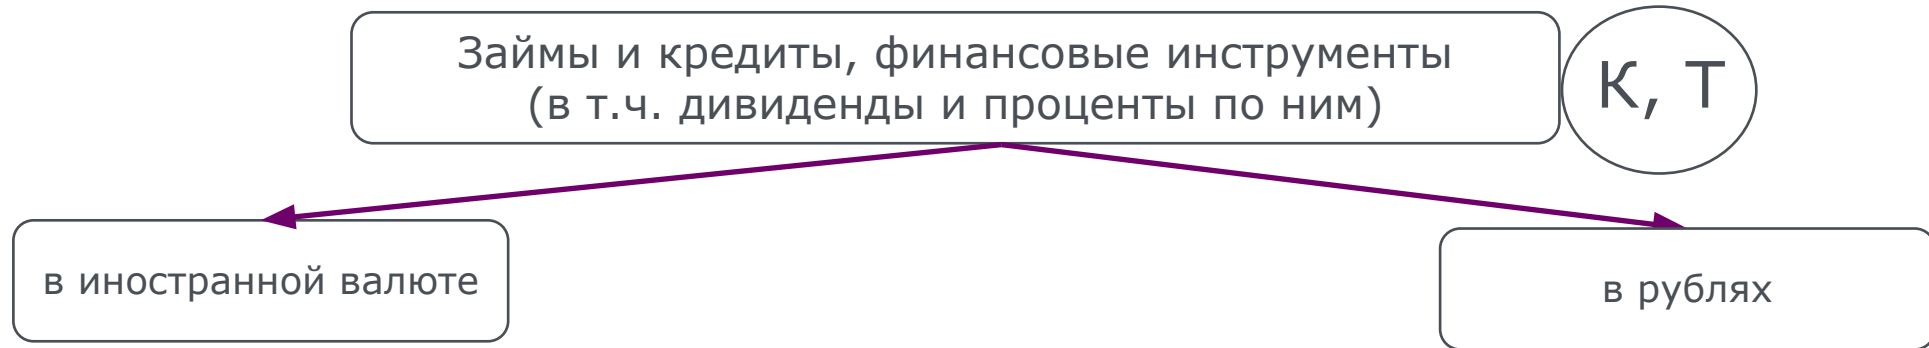 Займы и кредиты, финансовые инструменты
(в т.ч. дивиденды и проценты по ним)
К, Т
в иностранной валюте
в рублях